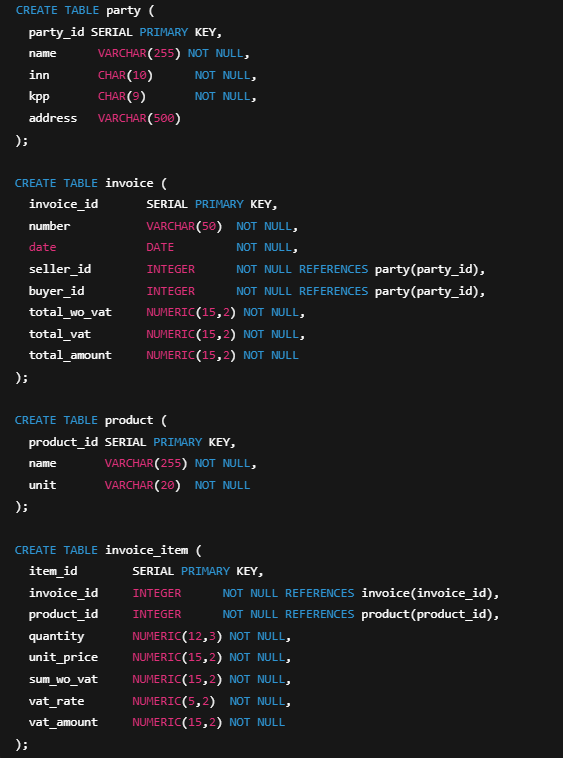 CREATE TABLE party (
  party_id SERIAL PRIMARY KEY,
  name      VARCHAR(255) NOT NULL,
  inn       CHAR(10)      NOT NULL,
  kpp       CHAR(9)       NOT NULL,
  address   VARCHAR(500)
);

CREATE TABLE invoice (
  invoice_id       SERIAL PRIMARY KEY,
  number           VARCHAR(50)  NOT NULL,
  date             DATE         NOT NULL,
  seller_id        INTEGER      NOT NULL REFERENCES party(party_id),
  buyer_id         INTEGER      NOT NULL REFERENCES party(party_id),
  total_wo_vat     NUMERIC(15,2) NOT NULL,
  total_vat        NUMERIC(15,2) NOT NULL,
  total_amount     NUMERIC(15,2) NOT NULL
);

CREATE TABLE product (
  product_id SERIAL PRIMARY KEY,
  name       VARCHAR(255) NOT NULL,
  unit       VARCHAR(20)  NOT NULL
);

CREATE TABLE invoice_item (
  item_id        SERIAL PRIMARY KEY,
  invoice_id     INTEGER      NOT NULL REFERENCES invoice(invoice_id),
  product_id     INTEGER      NOT NULL REFERENCES product(product_id),
  quantity       NUMERIC(12,3) NOT NULL,
  unit_price     NUMERIC(15,2) NOT NULL,
  sum_wo_vat     NUMERIC(15,2) NOT NULL,
  vat_rate       NUMERIC(5,2)  NOT NULL,
  vat_amount     NUMERIC(15,2) NOT NULL
);